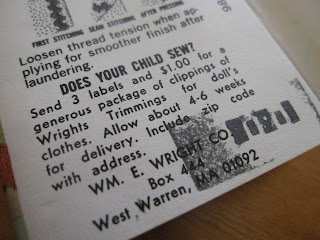 FIRST STITCHING SEAM STITCHING AFTER PRESSING
Loosen thread tension when ap-
plying for smoother finish after
laundering.
DOES YOUR CHILD SEW?
Send 3 labels and $1.00 for a
generous package of clippings of
Wrights Trimmings for doll's
clothes. Allow about 4-6 weeks
for delivery. Include zip code
with address.
WM. E. WRIGHT CO.
Box 444
West Warren, MA 01092